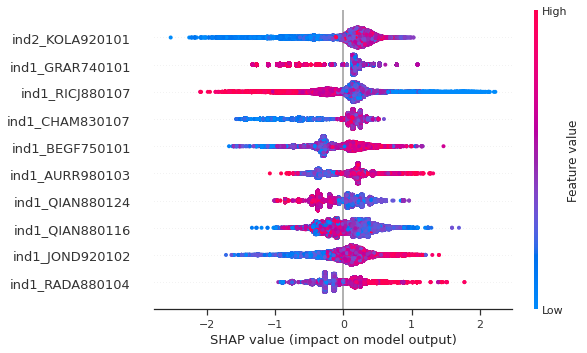 High
ind2_KOLA920101
ind1_GRAR740101
ind1_RICJ880107
ind1_CHAM830107
ind1_BEGF750101
ind1_AURR980103
ind1_QIAN880124
ind1_QIAN880116
ind1_JOND920102
ind1_RADA880104
Feature value
Low
−2
−1
0
1
2
SHAP value (impact on model output)